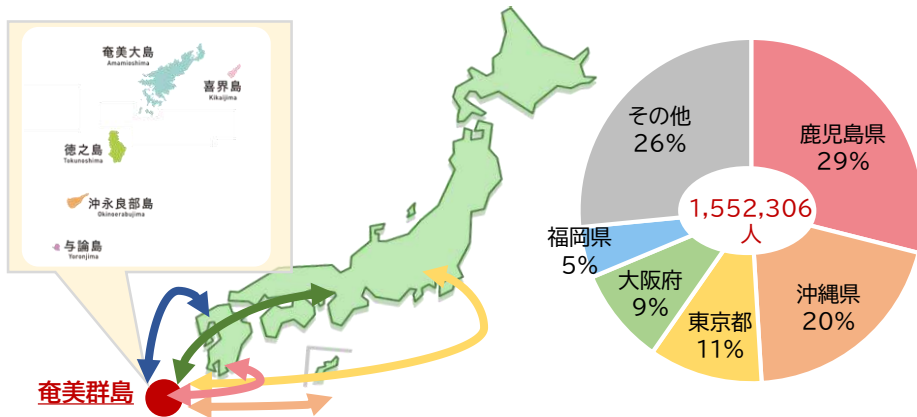 奄美大島
Amamioshima
喜界島
Kikaijima
徳之島
Tokunoshima
沖永良部島
Okinoerabujima
与論島
Yoronjima
奄美群島
鹿児島県
29%
沖縄県
20%
東京都
11%
大阪府
9%
福岡県
5%
その他
26%
1,552,306
人